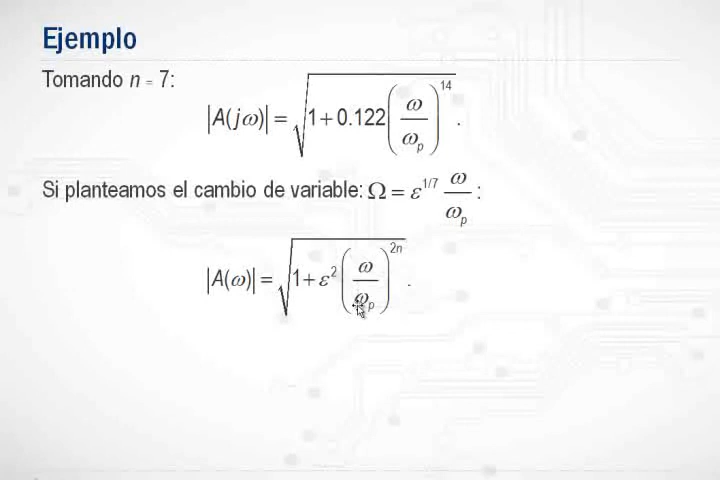 Ejemplo
Tomando n = 7:
|A(jω)| = √(1+0.122(ω/ω_p)^14) .
Si planteamos el cambio de variable: Ω = ε^(1/7) ω/ω_p :
|A(ω)| = √(1+ε^2(ω/ω_p)^(2n)) .